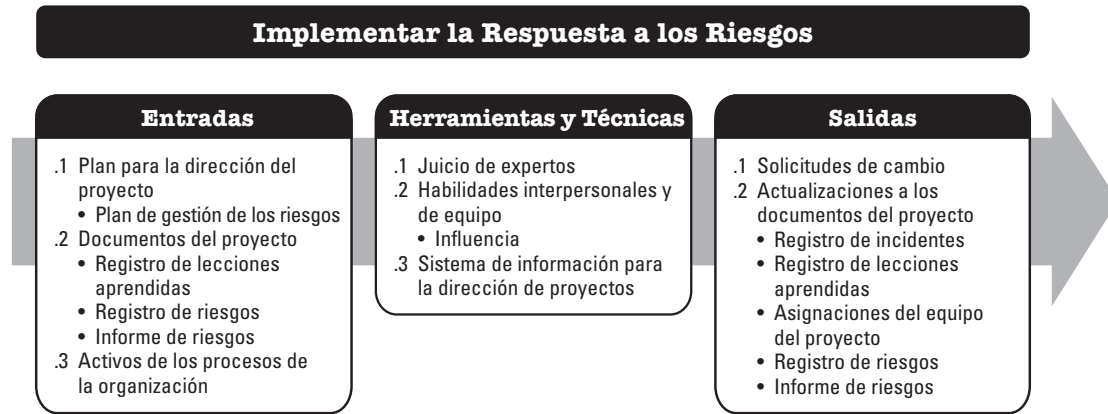 Implementar la Respuesta a los Riesgos
Entradas
.1 Plan para la dirección del
proyecto
• Plan de gestión de los riesgos
.2 Documentos del proyecto
• Registro de lecciones
aprendidas
• Registro de riesgos
• Informe de riesgos
.3 Activos de los procesos de
la organización
Herramientas y Técnicas
.1 Juicio de expertos
.2 Habilidades interpersonales y
de equipo
• Influencia
.3 Sistema de información para
la dirección de proyectos
Salidas
.1 Solicitudes de cambio
.2 Actualizaciones a los
documentos del proyecto
• Registro de incidentes
• Registro de lecciones
aprendidas
• Asignaciones del equipo
del proyecto
• Registro de riesgos
• Informe de riesgos